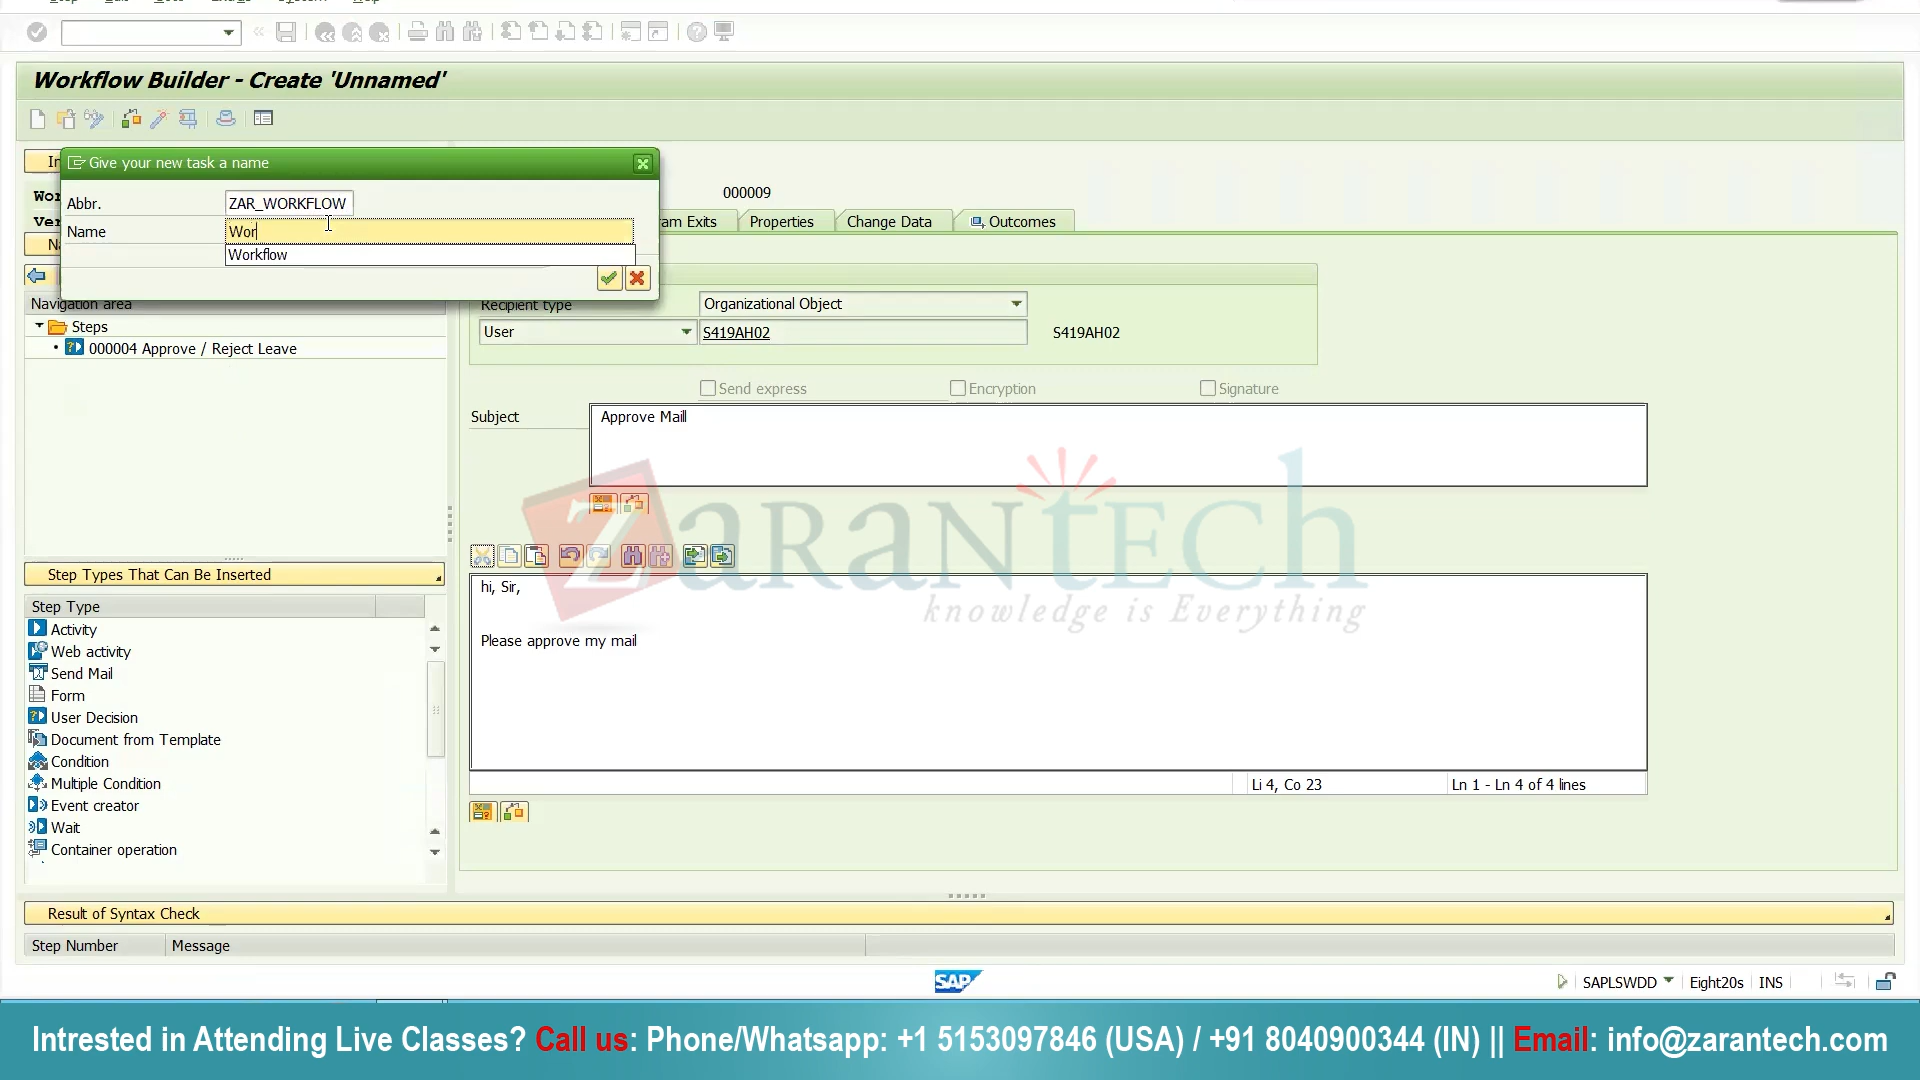 Workflow Builder - Create 'Unnamed'
Give your new task a name
Abbr.
ZAR_WORKFLOW
Name
Wor
Workflow
000009
Properties
Change Data
Outcomes
Navigation area
Steps
000004 Approve / Reject Leave
Recipient type
Organizational Object
User
S419AH02
S419AH02
Send express
Encryption
Signature
Subject
Approve Maill
ZaranTech
knowledge is Everything
hi, Sir,
Please approve my mail
Li 4, Co 23
Ln 1 - Ln 4 of 4 lines
Step Types That Can Be Inserted
Step Type
Activity
Web activity
Send Mail
Form
User Decision
Document from Template
Condition
Multiple Condition
Event creator
Wait
Container operation
Result of Syntax Check
Step Number
Message
SAP
SAPLSWDD
Eight20s
INS
Intrested in Attending Live Classes? Call us: Phone/Whatsapp: +1 5153097846 (USA) / +91 8040900344 (IN) || Email: info@zarantech.com